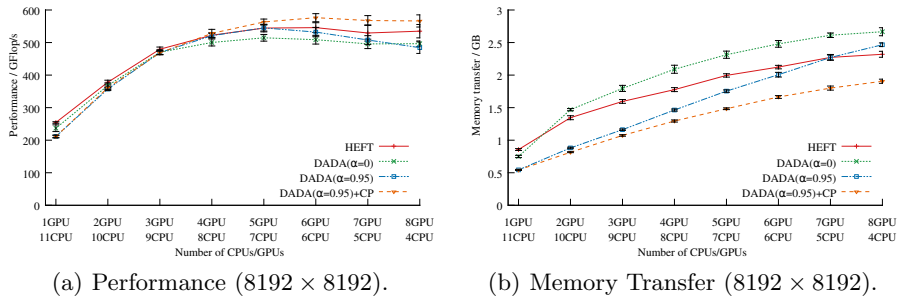 600
500
400
300
200
100
0
Performance / GFlop/s
HEFT
DADA(α=0)
DADA(α=0.95)
DADA(α=0.95)+CP
1GPU 2GPU 3GPU 4GPU 5GPU 6GPU 7GPU 8GPU
11CPU 10CPU 9CPU 8CPU 7CPU 6CPU 5CPU 4CPU
Number of CPUs/GPUs
(a) Performance (8192 × 8192).
3
2.5
2
1.5
1
0.5
0
Memory transfer / GB
HEFT
DADA(α=0)
DADA(α=0.95)
DADA(α=0.95)+CP
1GPU 2GPU 3GPU 4GPU 5GPU 6GPU 7GPU 8GPU
11CPU 10CPU 9CPU 8CPU 7CPU 6CPU 5CPU 4CPU
Number of CPUs/GPUs
(b) Memory Transfer (8192 × 8192).